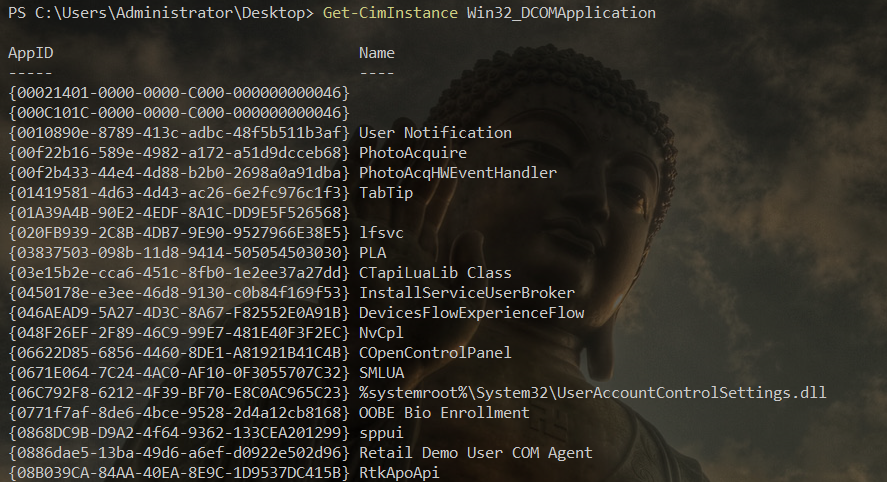 PS C:\Users\Administrator\Desktop> Get-CimInstance Win32_DCOMApplication
AppID Name
----- ----
{00021401-0000-0000-C000-000000000046}
{000C101C-0000-0000-C000-000000000046}
{0010890e-8789-413c-adbc-48f5b511b3af} User Notification
{00f22b16-589e-4982-a172-a51d9dcceb68} PhotoAcquire
{00f2b433-44e4-4d88-b2b0-2698a0a91dba} PhotoAcqHWEventHandler
{01419581-4d63-4d43-ac26-6e2fc976c1f3} TabTip
{01A39A4B-90E2-4EDF-8A1C-DD9E5F526568}
{020FB939-2C8B-4DB7-9E90-9527966E38E5} lfsvc
{03837503-098b-11d8-9414-505054503030} PLA
{03e15b2e-cca6-451c-8fb0-1e2ee37a27dd} CTapiLuaLib Class
{0450178e-e3ee-46d8-9130-c0b84f169f53} InstallServiceUserBroker
{046AEAD9-5A27-4D3C-8A67-F82552E0A91B} DevicesFlowExperienceFlow
{048F26EF-2F89-46C9-99E7-481E40F3F2EC} NvCpl
{06622D85-6856-4460-8DE1-A81921B41C4B} COpenControlPanel
{0671E064-7C24-4AC0-AF10-0F3055707C32} SMLUA
{06C792F8-6212-4F39-BF70-E8C0AC965C23} %systemroot%\System32\UserAccountControlSettings.dll
{0771f7af-8de6-4bce-9528-2d4a12cb8168} OOBE Bio Enrollment
{0868DC9B-D9A2-4f64-9362-133CEA201299} sppui
{0886dae5-13ba-49d6-a6ef-d0922e502d96} Retail Demo User COM Agent
{08B039CA-84AA-40EA-8E9C-1D9537DC415B} RtkApoApi